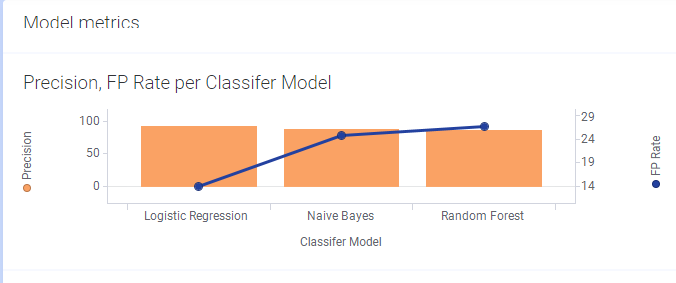 Model metrics
Precision, FP Rate per Classifer Model
Precision
100
50
0
29
24
19
14
FP Rate
Logistic Regression
Naive Bayes
Random Forest
Classifer Model